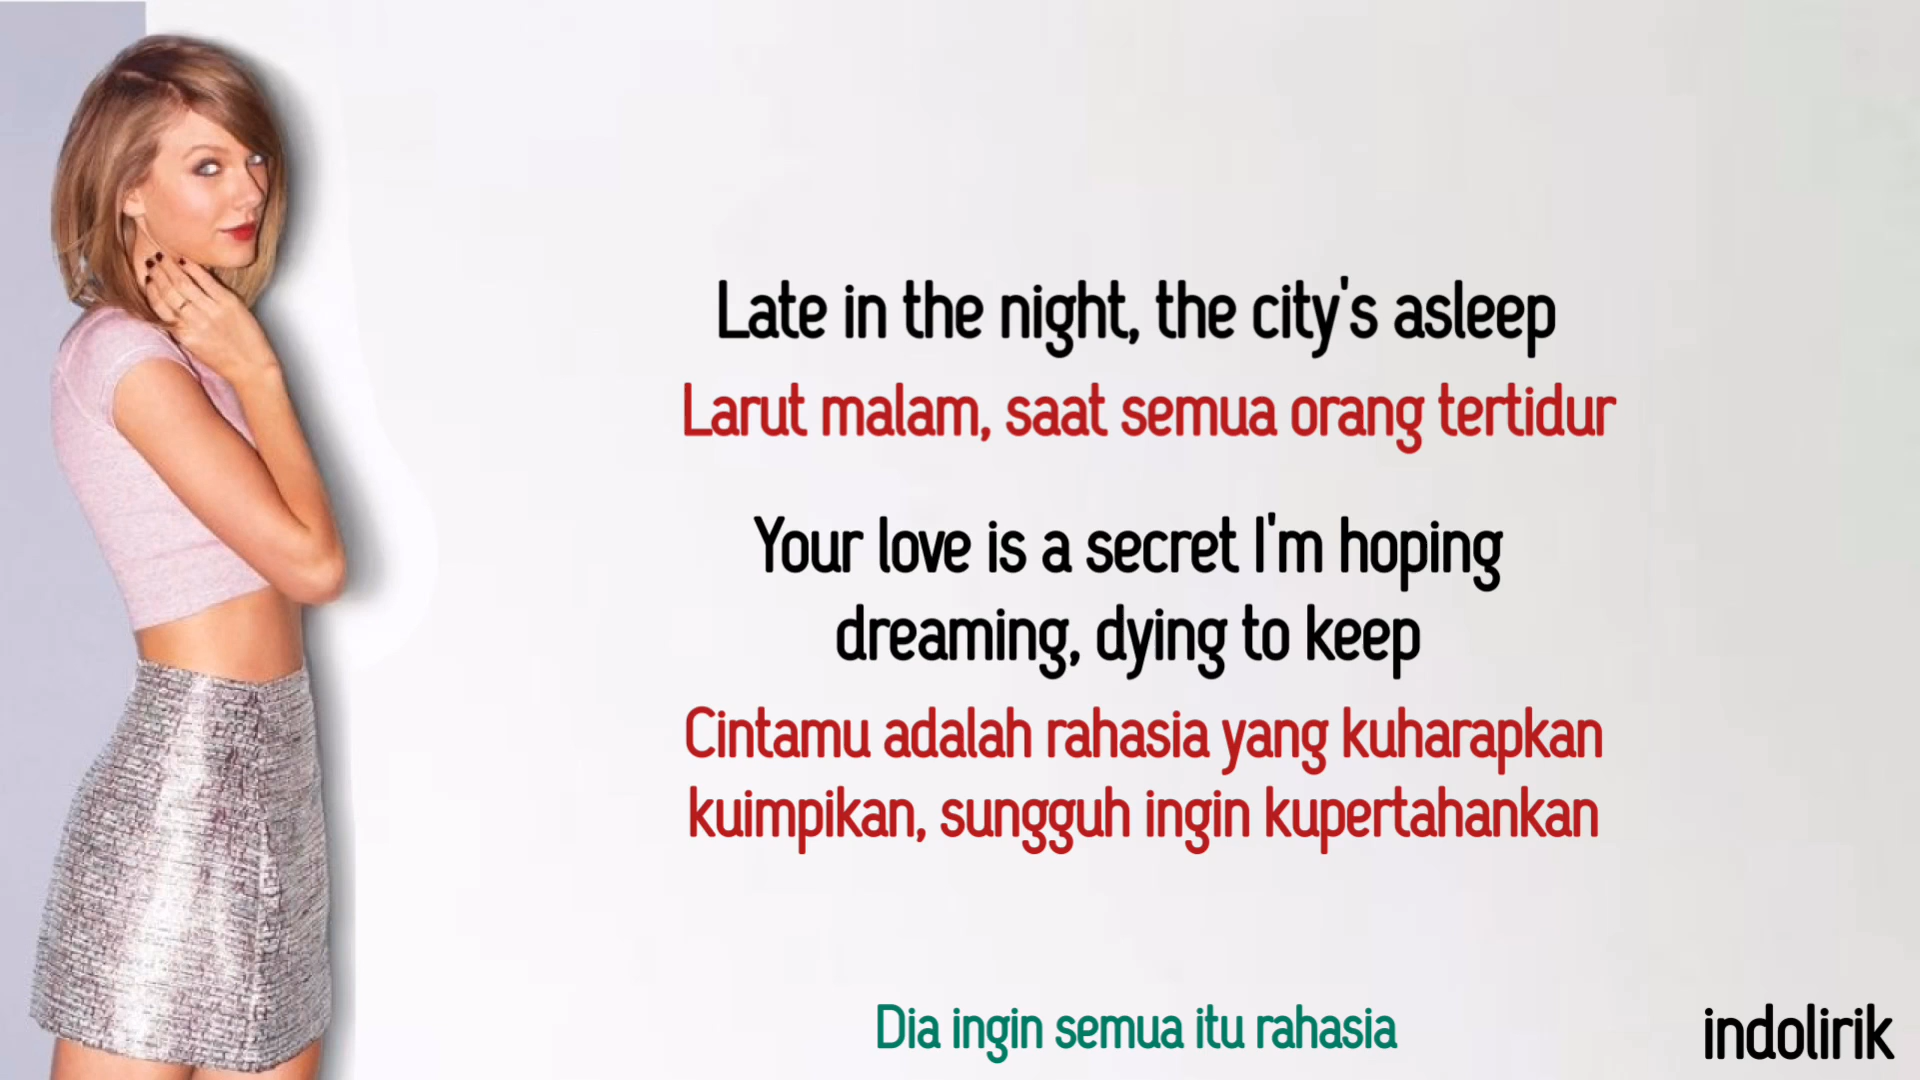 Late in the night, the city's asleep
Larut malam, saat semua orang tertidur
Your love is a secret I'm hoping
dreaming, dying to keep
Cintamu adalah rahasia yang kuharapkan
kuimpikan, sungguh ingin kupertahankan
Dia ingin semua itu rahasia
indolirik